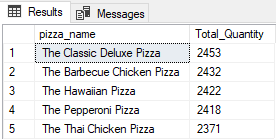 Results Messages
pizza_name Total_Quantity
1 The Classic Deluxe Pizza 2453
2 The Barbecue Chicken Pizza 2432
3 The Hawaiian Pizza 2422
4 The Pepperoni Pizza 2418
5 The Thai Chicken Pizza 2371